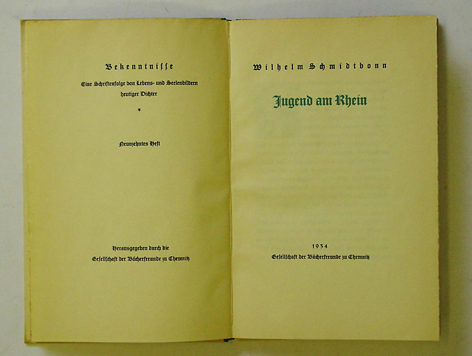 Bekenntnisse
Eine Schriftenfolge von Lebens- und Seelenbildern
heutiger Dichter
*
Neunzehntes Heft
Herausgegeben durch die
Gesellschaft der Bücherfreunde zu Chemnitz
Wilhelm Schmidtbonn
Jugend am Rhein
1934
Gesellschaft der Bücherfreunde zu Chemnitz